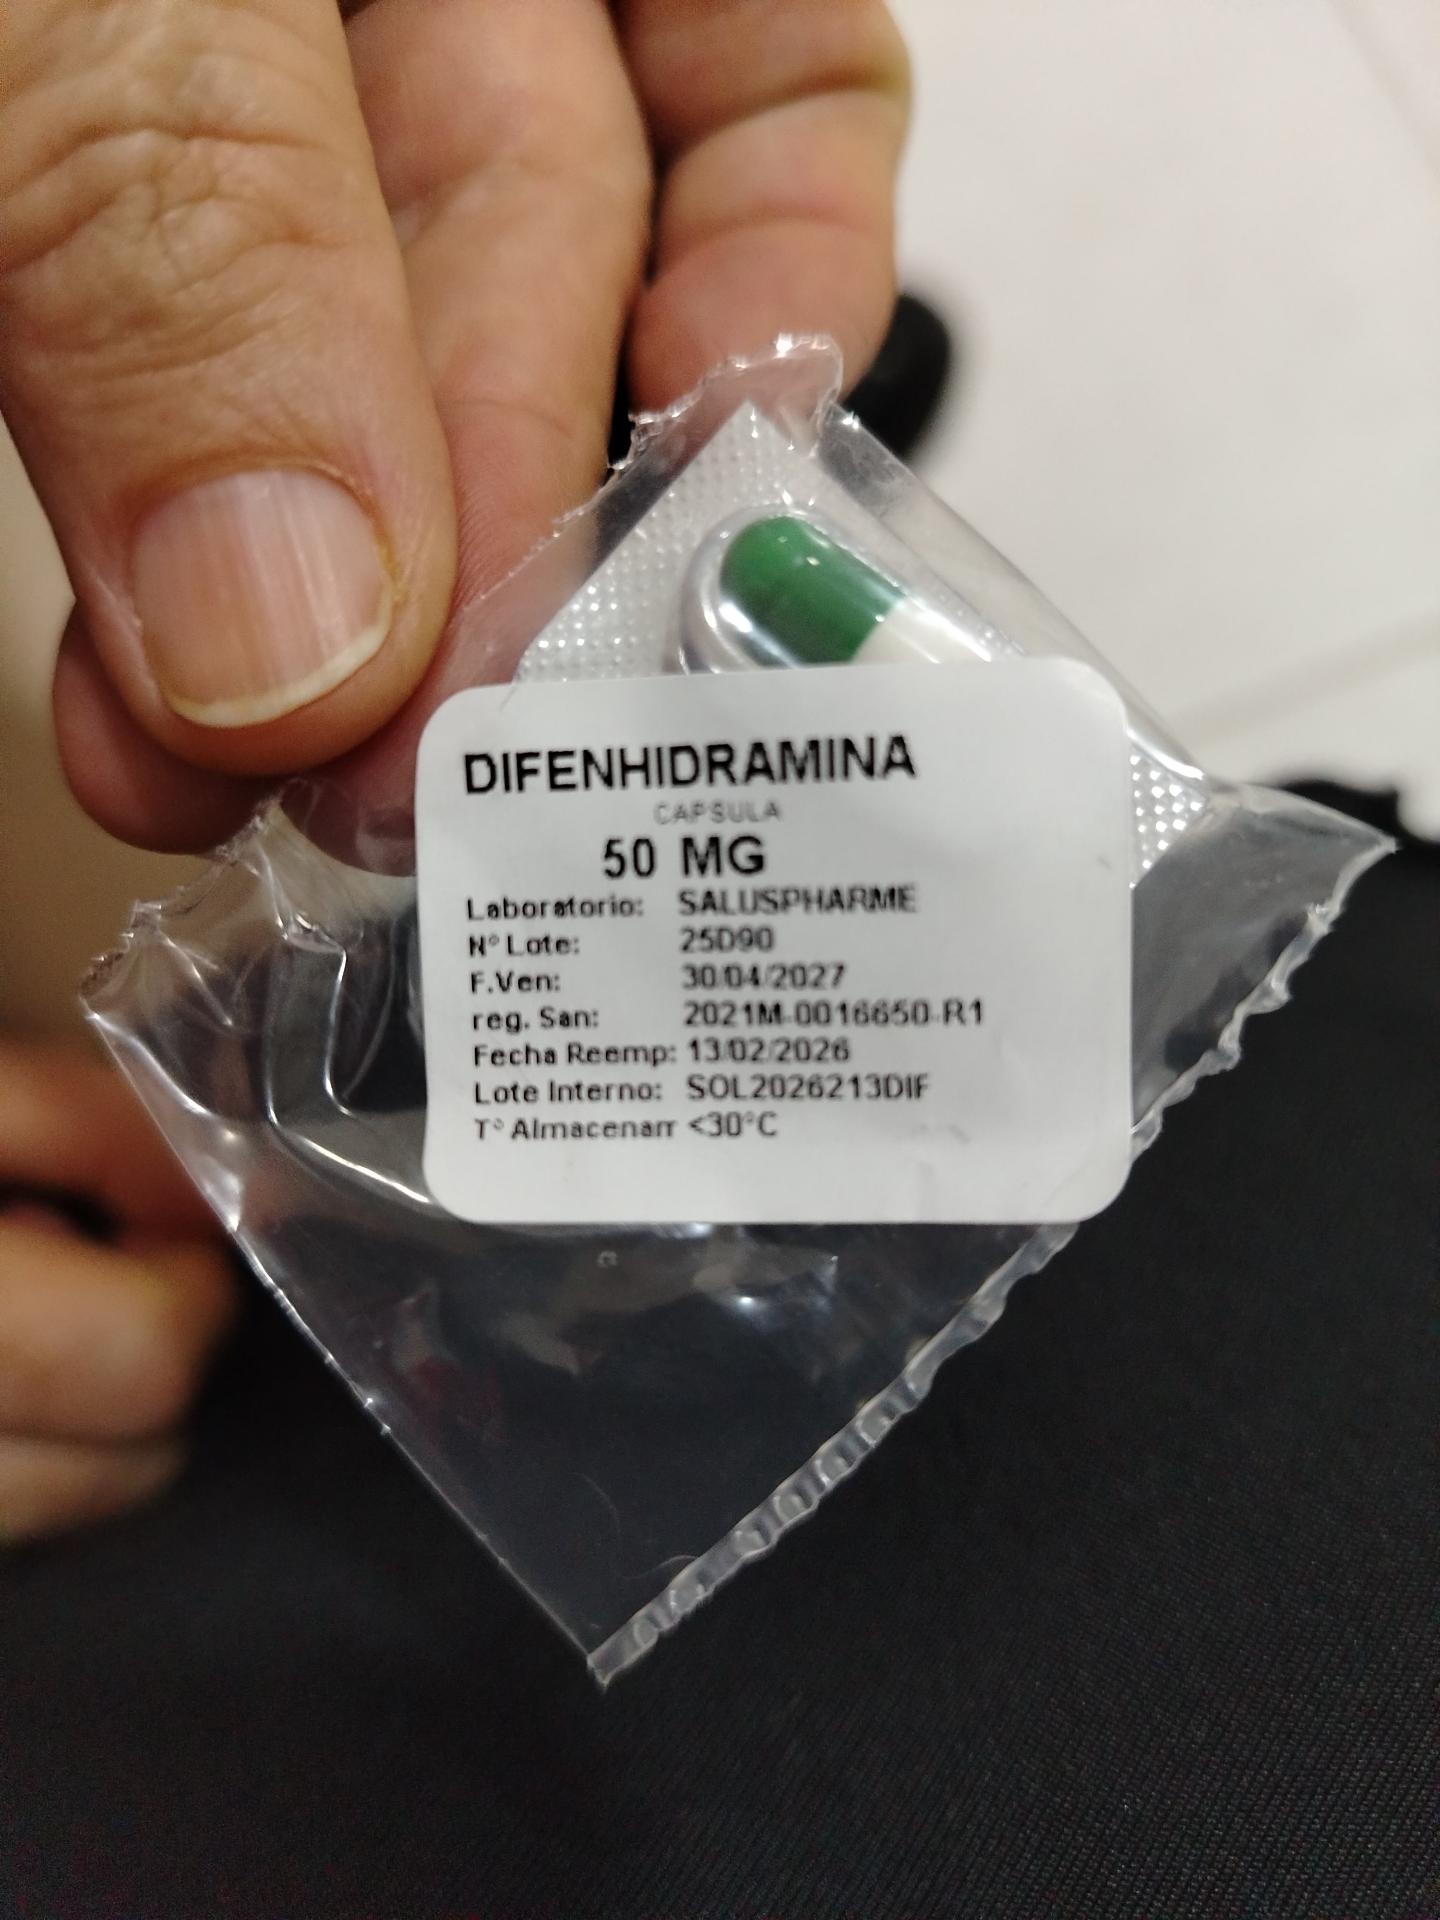 DIFENHIDRAMINA
CAPSULA
50 MG
Laboratorio: SALUSPHARME
N° Lote: 25D90
F.Ven: 30/04/2027
reg. San: 2021M-0016650-R1
Fecha Reemp: 13/02/2026
Lote Interno: SOL2026213DIF
T° Almacenarr <30°C